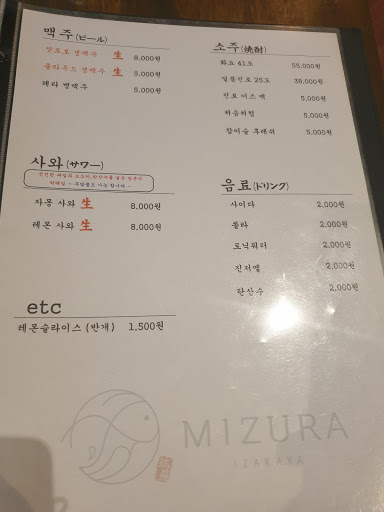 맥주(ビール)
삿포로 생맥주 生 8,000원
클라우드 생맥주 生 5,000원
테라 병맥주 5,000원
소주(焼酎)
화요 41도 55,000원
일품진로 25도 38,000원
진로 이즈 백 5,000원
처음처럼 5,000원
참이슬 후레쉬 5,000원
사와(サワー)
자몽 사와 生 8,000원
레몬 사와 生 8,000원
음료(ドリンク)
사이다 2,000원
콜라 2,000원
토닉워터 2,000원
진저엘 2,000원
탄산수 2,000원
etc
레몬슬라이스(반개) 1,500원
MIZURA
IZAKAYA